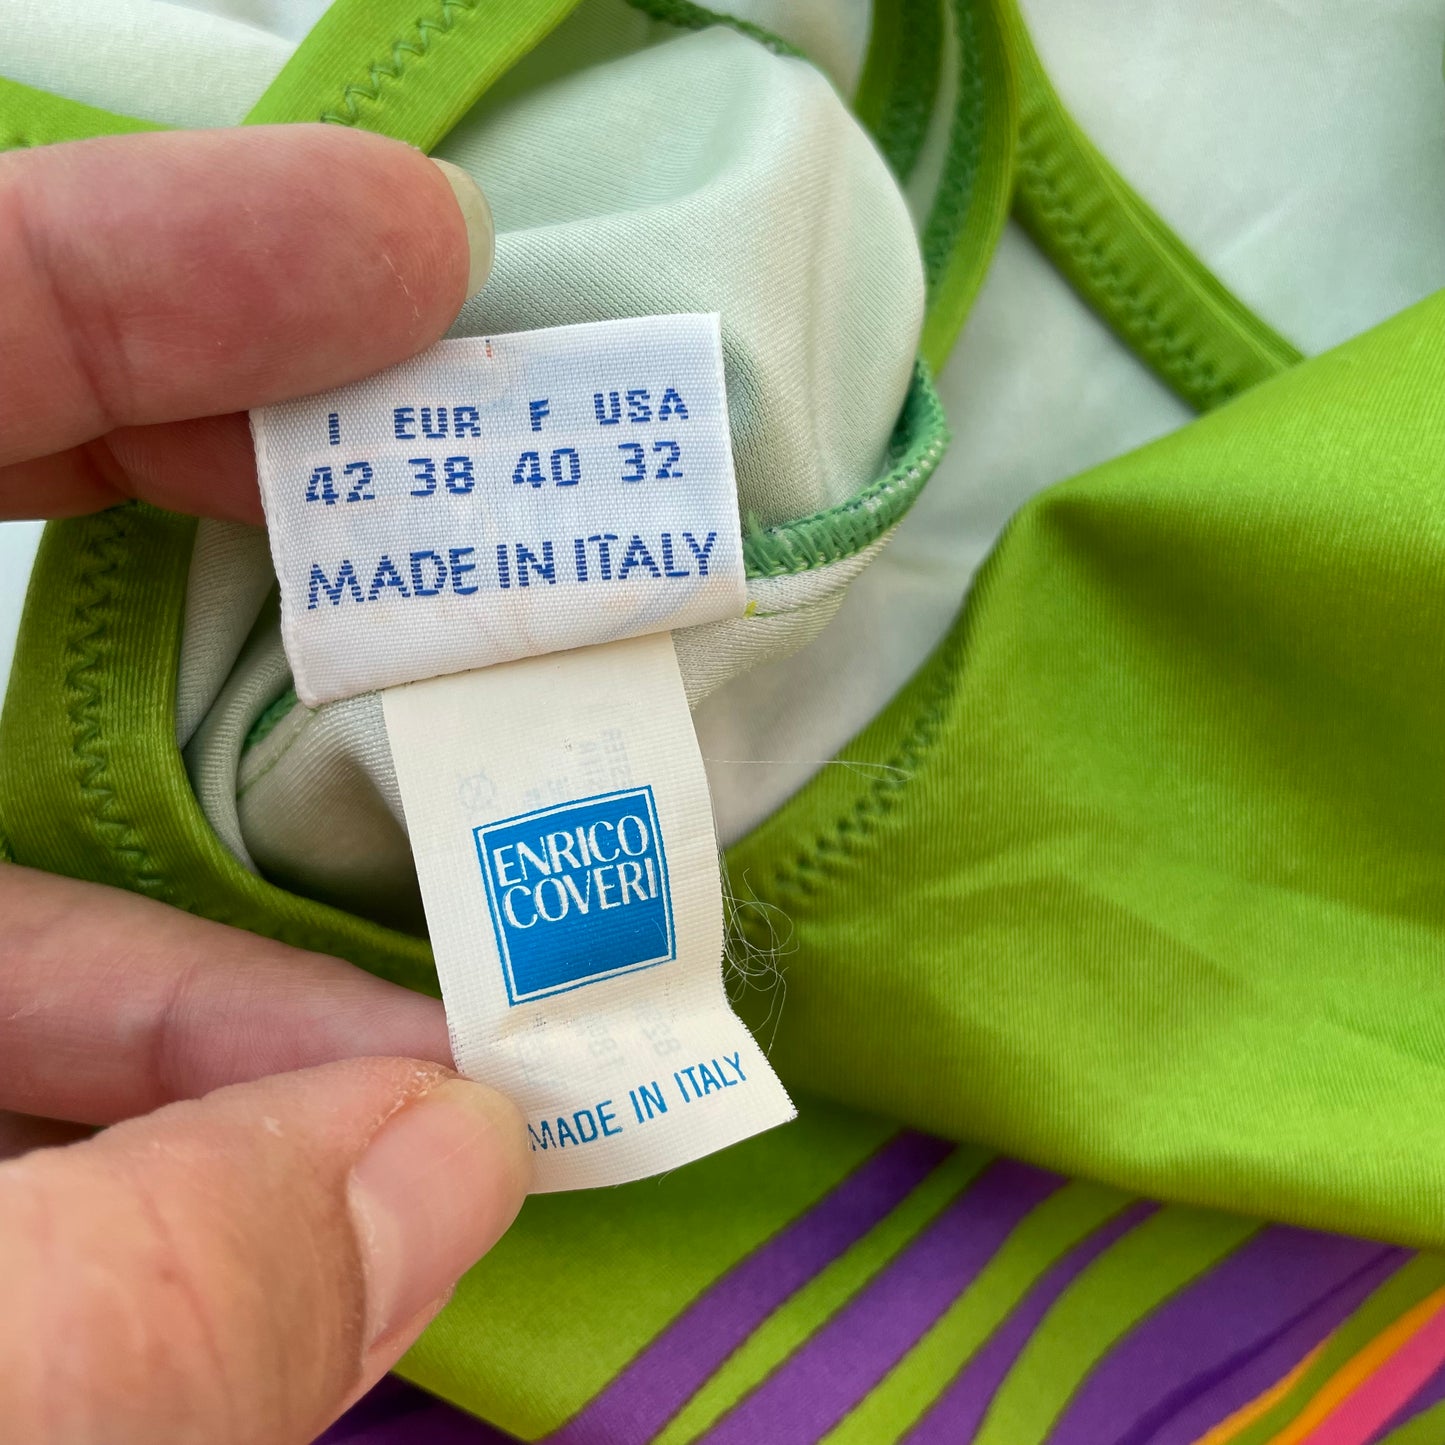 I EUR F USA
42 38 40 32
MADE IN ITALY
ENRICO
COVERI
MADE IN ITALY